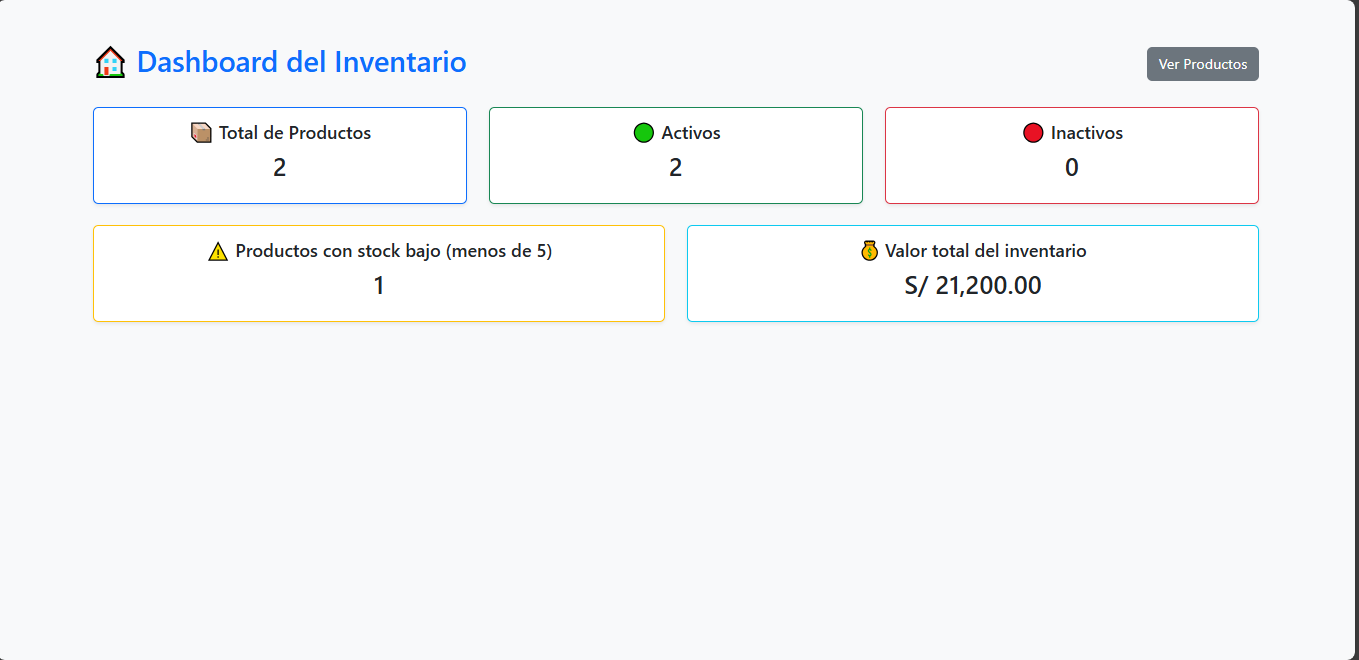 Dashboard del Inventario
Ver Productos
Total de Productos
2
Activos
2
Inactivos
0
Productos con stock bajo (menos de 5)
1
Valor total del inventario
S/ 21,200.00